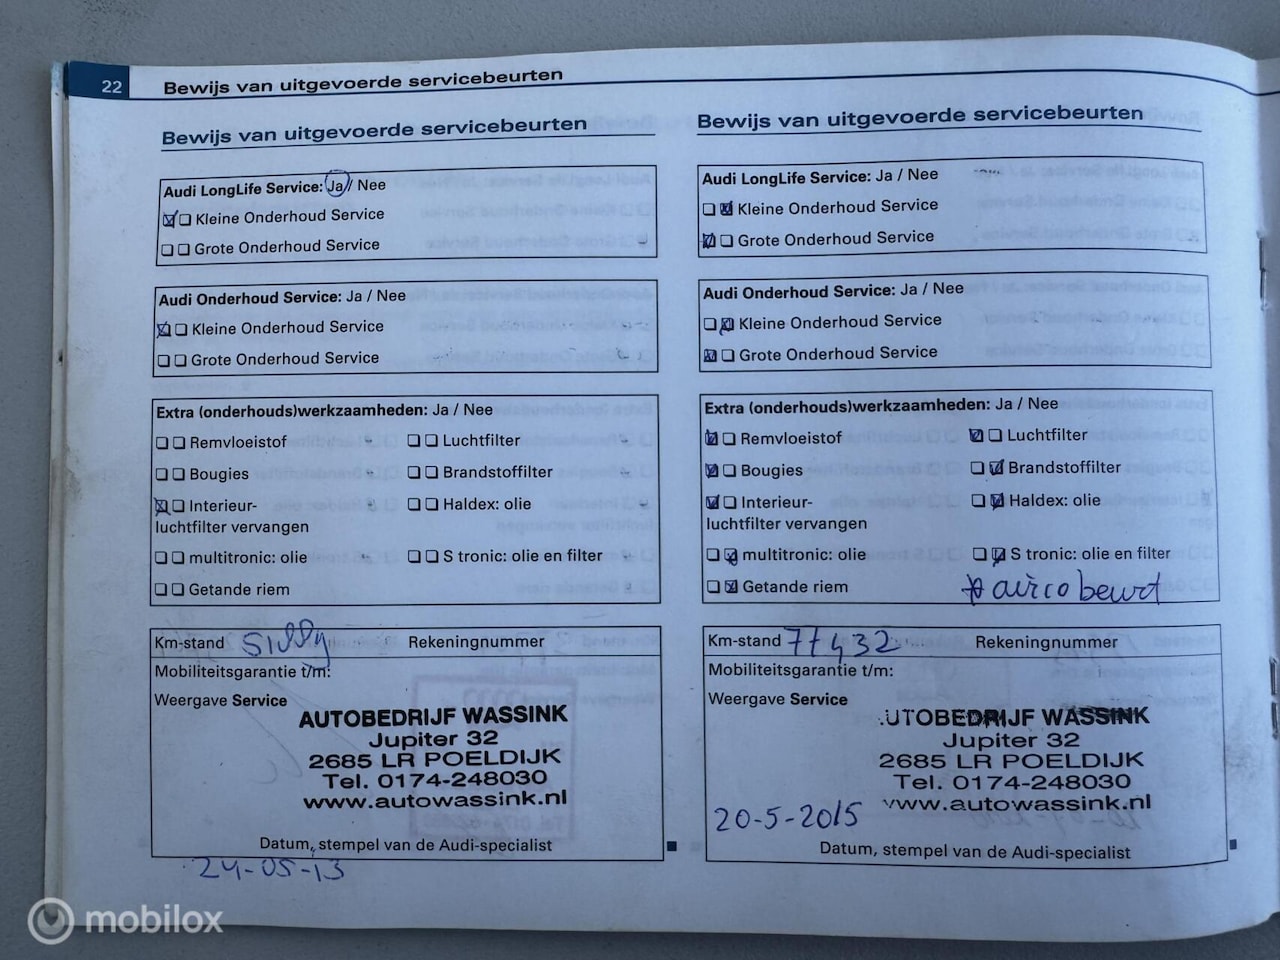 22 Bewijs van uitgevoerde servicebeurten
Bewijs van uitgevoerde servicebeurten
Audi LongLife Service: Ja / Nee
Kleine Onderhoud Service
Grote Onderhoud Service
Audi Onderhoud Service: Ja / Nee
Kleine Onderhoud Service
Grote Onderhoud Service
Extra (onderhouds)werkzaamheden: Ja / Nee
Remvloeistof Luchtfilter
Bougies Brandstoffilter
Interieur- Haldex: olie
luchtfilter vervangen
multitronic: olie S tronic: olie en filter
Getande riem
Km-stand Rekeningnummer
Mobiliteitsgarantie t/m:
Weergave Service
AUTOBEDRIJF WASSINK
Jupiter 32
2685 LR POELDIJK
Tel. 0174-248030
www.autowassink.nl
Datum, stempel van de Audi-specialist
24-05-13
Bewijs van uitgevoerde servicebeurten
Audi LongLife Service: Ja / Nee
Kleine Onderhoud Service
Grote Onderhoud Service
Audi Onderhoud Service: Ja / Nee
Kleine Onderhoud Service
Grote Onderhoud Service
Extra (onderhouds)werkzaamheden: Ja / Nee
Remvloeistof Luchtfilter
Bougies Brandstoffilter
Interieur- Haldex: olie
luchtfilter vervangen
multitronic: olie S tronic: olie en filter
Getande riem * airco beurt
Km-stand 77432 Rekeningnummer
Mobiliteitsgarantie t/m:
Weergave Service
UTOBEDRIJF WASSINK
Jupiter 32
2685 LR POELDIJK
Tel. 0174-248030
www.autowassink.nl
20-5-2015
Datum, stempel van de Audi-specialist
mobilox